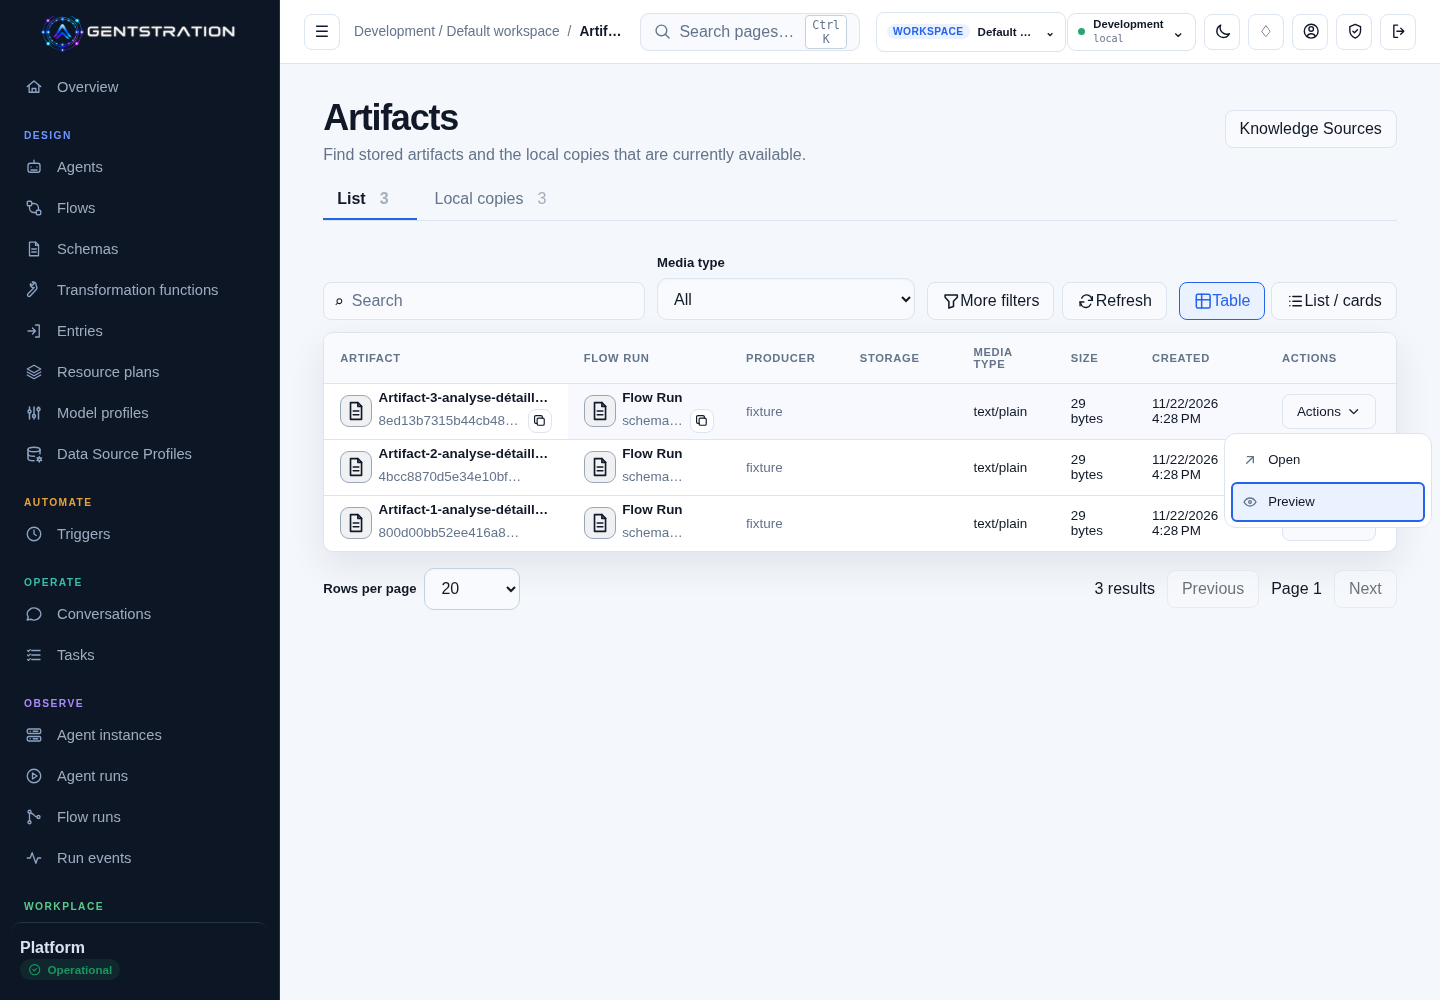 GENTSTRATION
Overview
DESIGN
Agents
Flows
Schemas
Transformation functions
Entries
Resource plans
Model profiles
Data Source Profiles
AUTOMATE
Triggers
OPERATE
Conversations
Tasks
OBSERVE
Agent instances
Agent runs
Flow runs
Run events
WORKPLACE
Platform
Operational
Development / Default workspace / Artif…
Search pages… Ctrl K
WORKSPACE Default …
Development
local
Artifacts
Find stored artifacts and the local copies that are currently available.
Knowledge Sources
List 3 Local copies 3
Media type
Search All More filters Refresh Table List / cards
ARTIFACT FLOW RUN PRODUCER STORAGE MEDIA TYPE SIZE CREATED ACTIONS
Artifact-3-analyse-détaill… Flow Run
8ed13b7315b44cb48… schema… fixture text/plain 29 bytes 11/22/2026 4:28 PM Actions
Artifact-2-analyse-détaill… Flow Run
4bcc8870d5e34e10bf… schema… fixture text/plain 29 bytes 11/22/2026 4:28 PM
Artifact-1-analyse-détaill… Flow Run
800d00bb52ee416a8… schema… fixture text/plain 29 bytes 11/22/2026 4:28 PM
Open
Preview
Rows per page 20 3 results Previous Page 1 Next